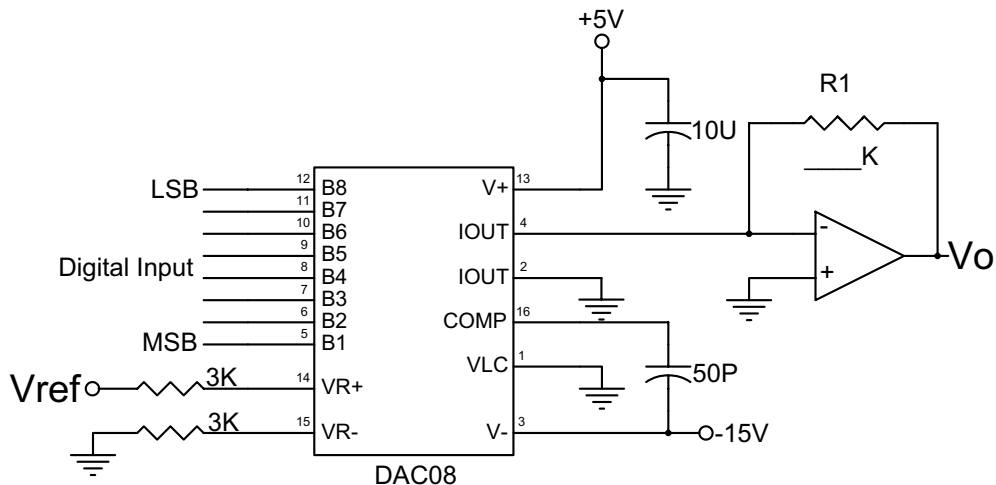 +5V
R1
10U
___K
LSB 12 B8 V+ 13
11 B7
10 B6 IOUT 4
9 B5
Digital Input 8 B4 IOUT 2
7 B3
6 B2 COMP 16
MSB 5 B1
VLC 1 50P
Vref 3K 14 VR+
3K 15 VR- V- 3 -15V
- + Vo
DAC08